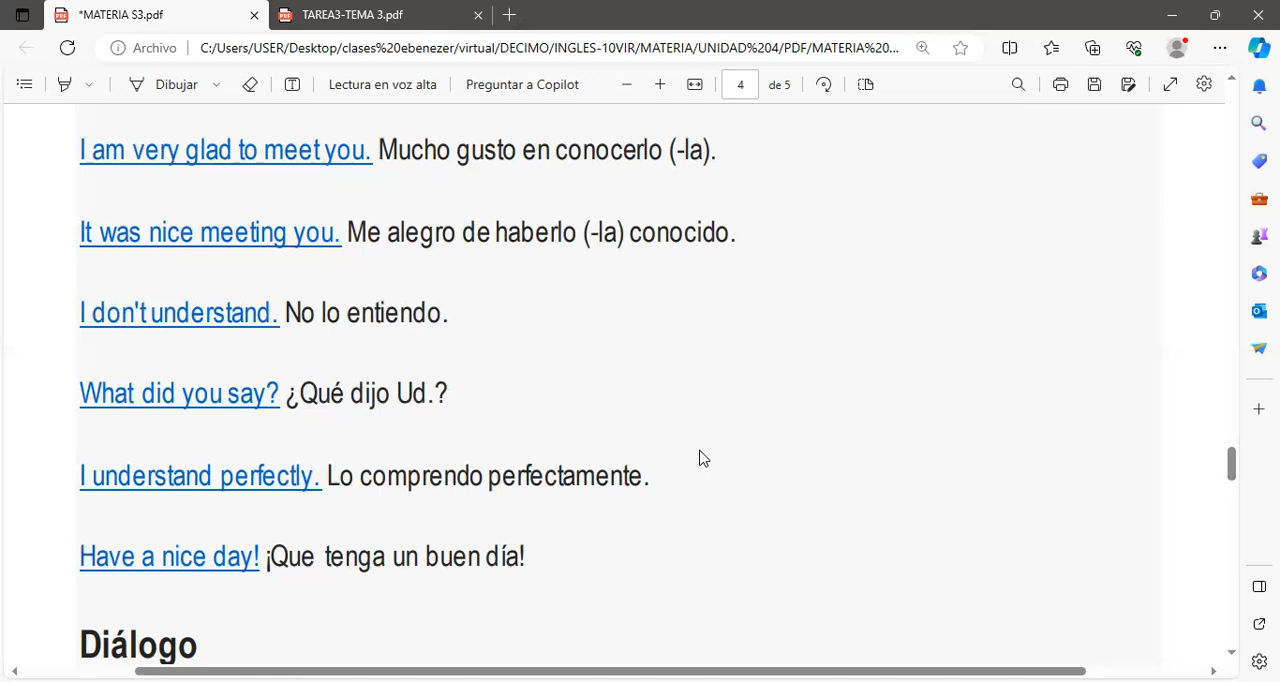 *MATERIA S3.pdf
TAREA3-TEMA 3.pdf
Archivo
C:/Users/USER/Desktop/clases%20ebenezer/virtual/DECIMO/INGLES-10VIR/MATERIA/UNIDAD%204/PDF/MATERIA%20...
Dibujar
Lectura en voz alta
Preguntar a Copilot
4
de 5
I am very glad to meet you. Mucho gusto en conocerlo (-la).
It was nice meeting you. Me alegro de haberlo (-la) conocido.
I don't understand. No lo entiendo.
What did you say? ¿Qué dijo Ud.?
I understand perfectly. Lo comprendo perfectamente.
Have a nice day! ¡Que tenga un buen día!
Diálogo